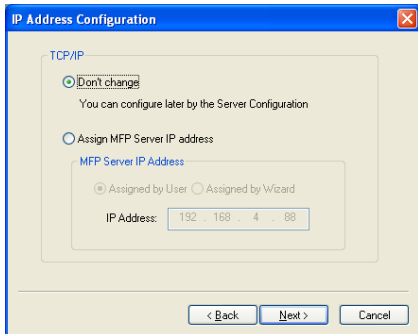 IP Address Configuration
TCP/IP
Don't change
You can configure later by the Server Configuration
Assign MFP Server IP address
MFP Server IP Address
Assigned by User Assigned by Wizard
IP Address: 192 . 168 . 4 . 88
< Back Next > Cancel